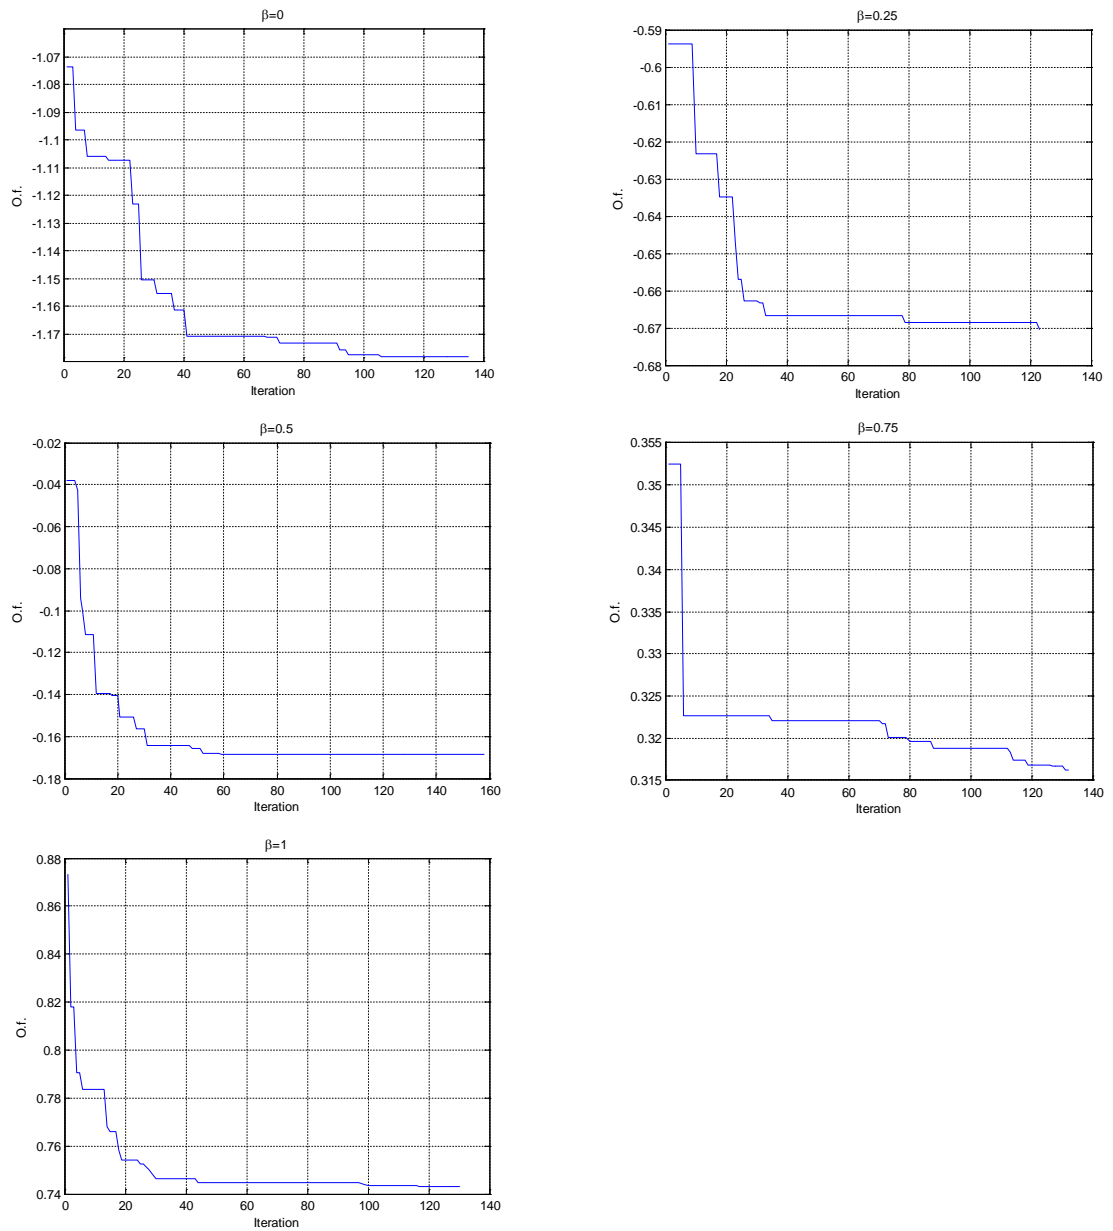 β=0
-1.07
-1.08
-1.09
-1.1
-1.11
-1.12
-1.13
-1.14
-1.15
-1.16
-1.17
O.f.
0 20 40 60 80 100 120 140
Iteration
β=0.25
-0.59
-0.6
-0.61
-0.62
-0.63
-0.64
-0.65
-0.66
-0.67
-0.68
O.f.
0 20 40 60 80 100 120 140
Iteration
β=0.5
-0.02
-0.04
-0.06
-0.08
-0.1
-0.12
-0.14
-0.16
-0.18
O.f.
0 20 40 60 80 100 120 140 160
Iteration
β=0.75
0.355
0.35
0.345
0.34
0.335
0.33
0.325
0.32
0.315
O.f.
0 20 40 60 80 100 120 140
Iteration
β=1
0.88
0.86
0.84
0.82
0.8
0.78
0.76
0.74
O.f.
0 20 40 60 80 100 120 140
Iteration